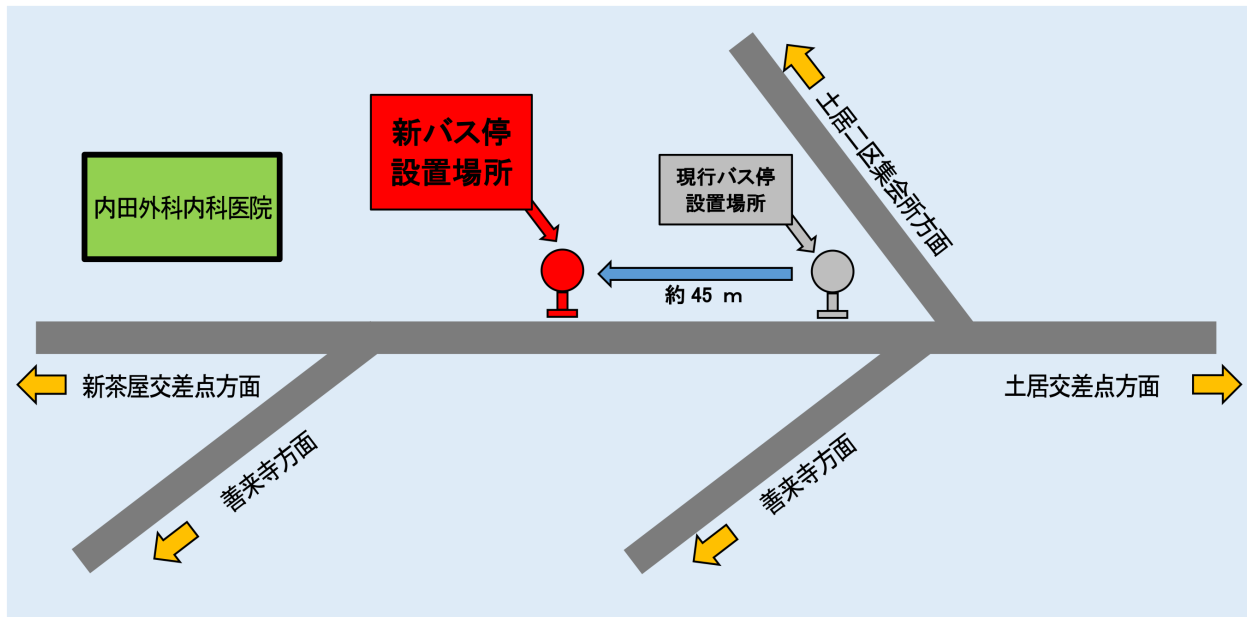 新バス停
設置場所
現行バス停
設置場所
土居二区集会所方面
内田外科内科医院
約 45 m
新茶屋交差点方面
土居交差点方面
善来寺方面
善来寺方面